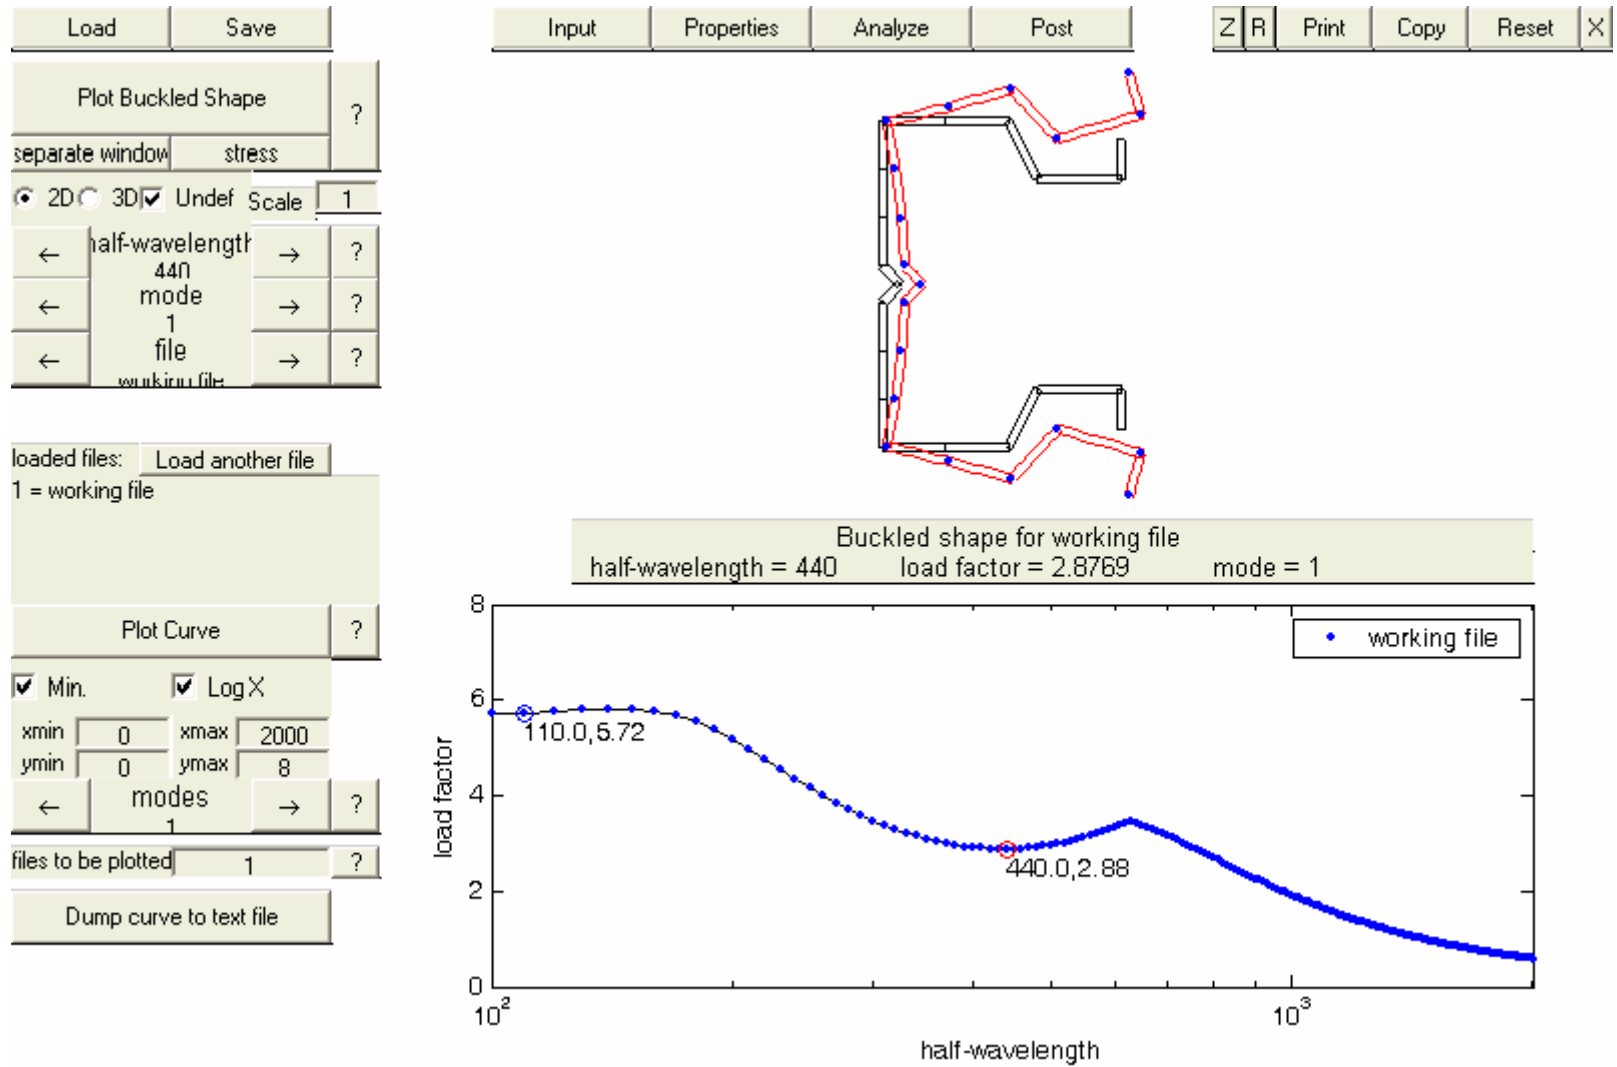 Load Save Input Properties Analyze Post Z R Print Copy Reset X
Plot Buckled Shape ?
separate window stress
2D 3D Undef Scale 1
← half-wavelength → ?
440
← mode → ?
1
← file → ?
working file
loaded files: Load another file
1 = working file
Buckled shape for working file
half-wavelength = 440 load factor = 2.8769 mode = 1
Plot Curve ?
Min. Log X
xmin 0 xmax 2000
ymin 0 ymax 8
← modes → ?
1
files to be plotted 1 ?
Dump curve to text file
8
6
4
2
0
load factor
working file
110.0,5.72
440.0,2.88
10² 10³
half-wavelength